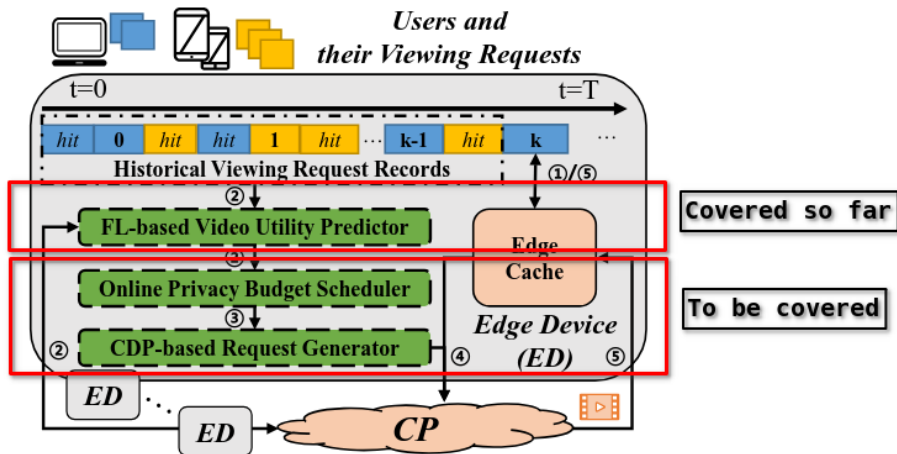 Users and
their Viewing Requests
t=0
t=T
hit 0 hit hit 1 hit ... k-1 hit k ...
Historical Viewing Request Records
①/⑤
②
FL-based Video Utility Predictor
Covered so far
Edge
Cache
Online Privacy Budget Scheduler
To be covered
③
Edge Device
(ED)
CDP-based Request Generator
②
④
⑤
ED
ED
CP